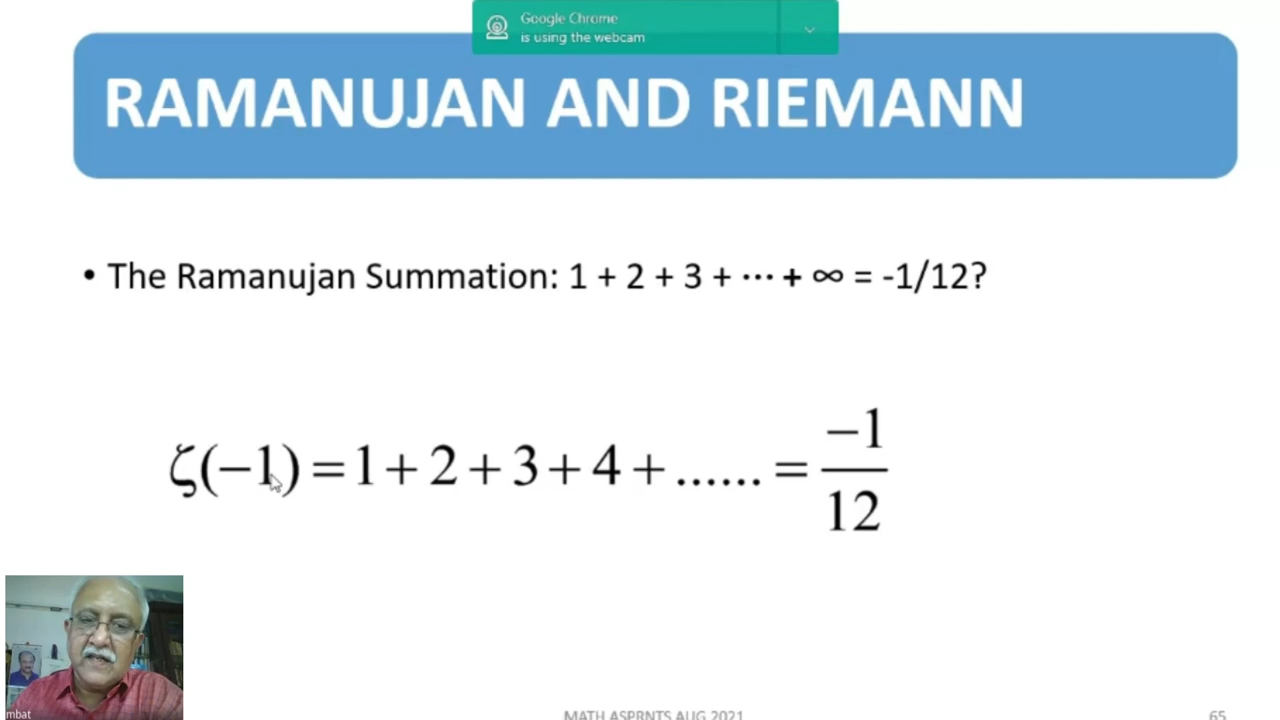 Google Chrome
is using the webcam
RAMANUJAN AND RIEMANN
• The Ramanujan Summation: 1 + 2 + 3 + ⋯ + ∞ = -1/12?
ζ(−1) = 1 + 2 + 3 + 4 + ...... = −1/12
mbat
MATH ASPRNTS AUG 2021
65